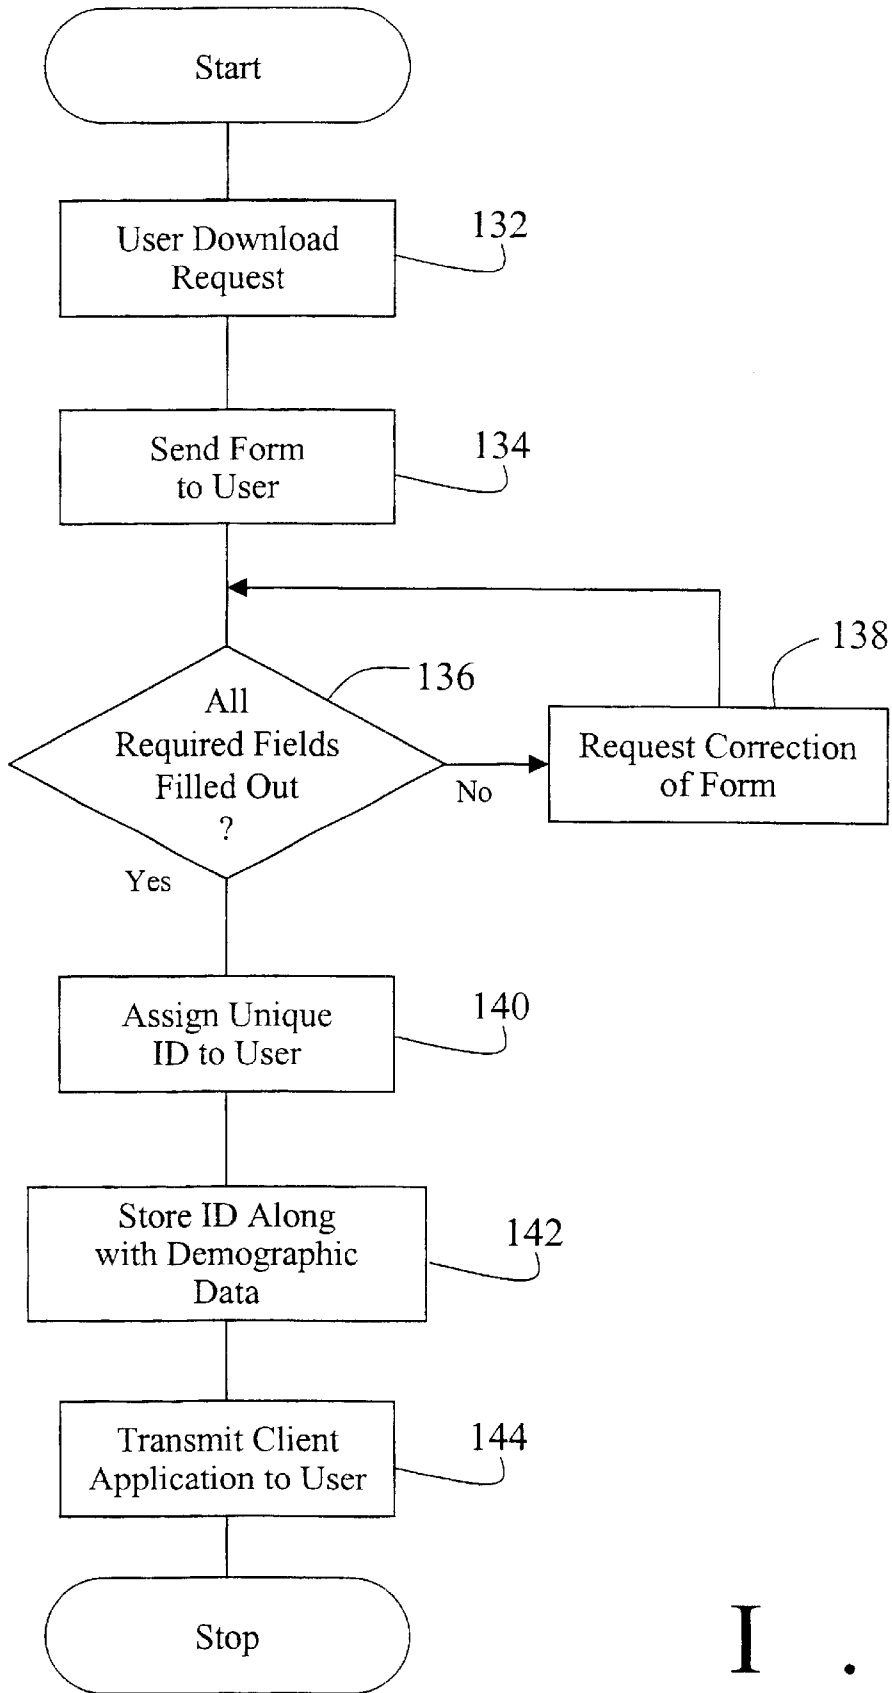 Start
User Download
Request
132
Send Form
to User
134
138
136
All
Required Fields
Filled Out
?
Request Correction
of Form
No
Yes
Assign Unique
ID to User
140
Store ID Along
with Demographic
Data
142
Transmit Client
Application to User
144
Stop
I .